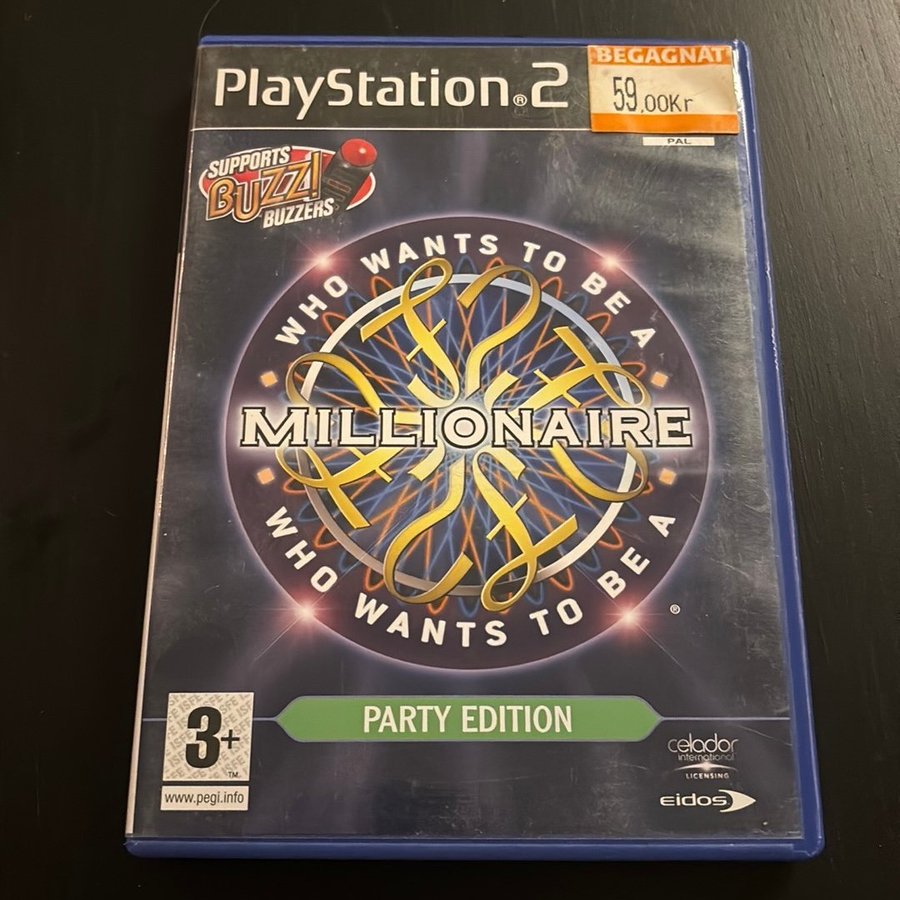 PlayStation®2
BEGAGNAT
59,00Kr
PAL
SUPPORTS
BUZZ!
BUZZERS
WHO WANTS TO BE A
MILLIONAIRE
WHO WANTS TO BE A
®
PARTY EDITION
3+
TM
www.pegi.info
celador
international
LICENSING
eidos